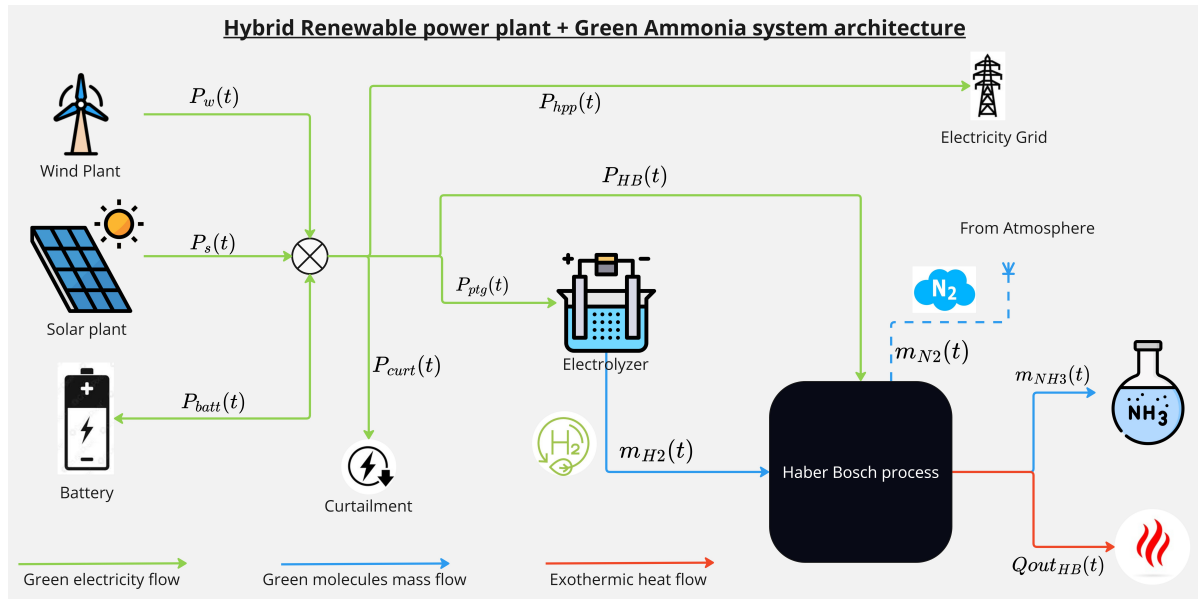 Hybrid Renewable power plant + Green Ammonia system architecture
P_w(t)
P_hpp(t)
Electricity Grid
Wind Plant
P_HB(t)
P_s(t)
From Atmosphere
+ −
P_ptg(t)
N2
Solar plant
m_N2(t)
Electrolyzer
P_curt(t)
m_NH3(t)
P_batt(t)
+
NH3
H2
m_H2(t)
Haber Bosch process
−
Battery
Curtailment
Qout_HB(t)
Green electricity flow
Green molecules mass flow
Exothermic heat flow